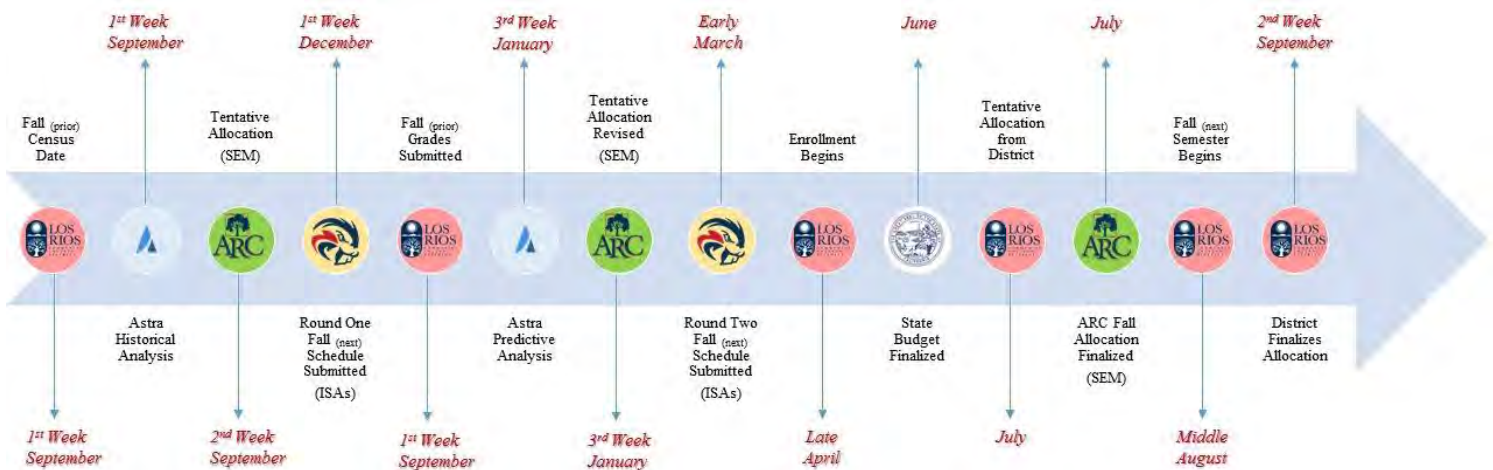 1st Week
September
1st Week
December
3rd Week
January
Early
March
June
July
2nd Week
September
Fall (prior)
Census
Date
Tentative
Allocation
(SEM)
Fall (prior)
Grades
Submitted
Tentative
Allocation
Revised
(SEM)
Enrollment
Begins
Tentative
Allocation
from
District
Fall (next)
Semester
Begins
LOS
RIOS
ARC
LOS
RIOS
ARC
LOS
RIOS
LOS
RIOS
ARC
LOS
RIOS
LOS
RIOS
Astra
Historical
Analysis
Round One
Fall (next)
Schedule
Submitted
(ISAs)
Astra
Predictive
Analysis
Round Two
Fall (next)
Schedule
Submitted
(ISAs)
State
Budget
Finalized
ARC Fall
Allocation
Finalized
(SEM)
District
Finalizes
Allocation
1st Week
September
2nd Week
September
1st Week
September
3rd Week
January
Late
April
July
Middle
August